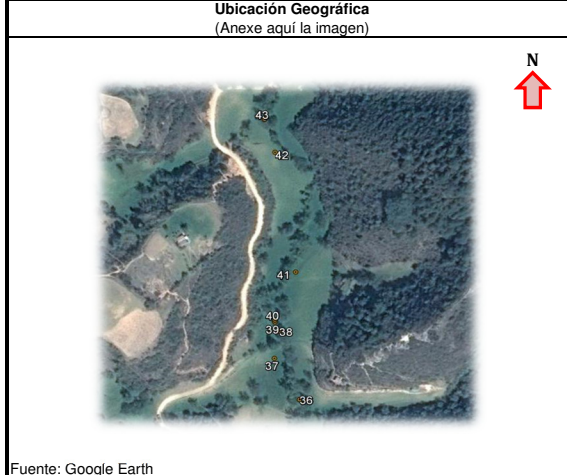 Ubicación Geográfica
(Anexe aquí la imagen)
N
43
42
41
40
39 38
37
36
Fuente: Google Earth